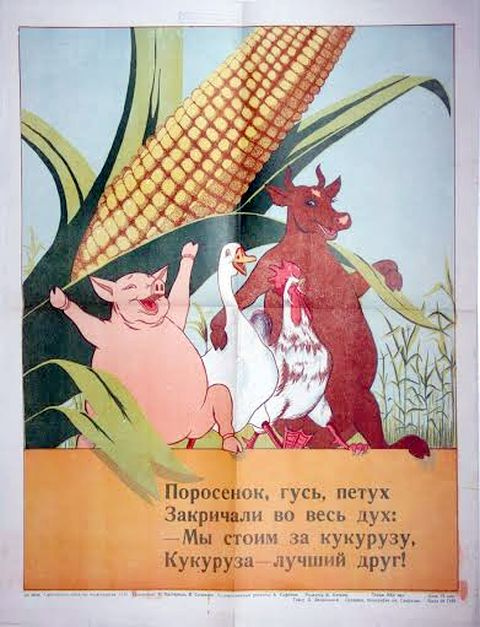 Поросенок, гусь, петух
Закричали во весь дух:
—Мы стоим за кукурузу,
Кукуруза—лучший друг!